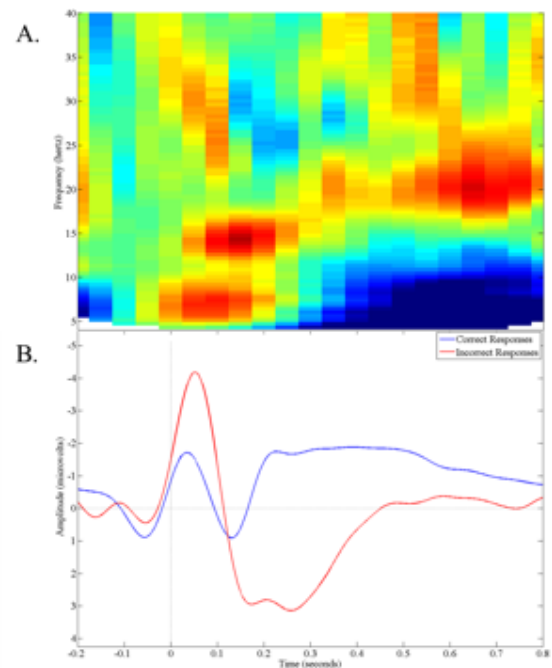 A.
40
35
30
25
20
15
10
5
Frequency (hertz)
B.
Correct Responses
Incorrect Responses
-5
-4
-3
-2
-1
0
1
2
3
4
Amplitude (microvolts)
-0.2 -0.1 0 0.1 0.2 0.3 0.4 0.5 0.6 0.7 0.8
Time (seconds)